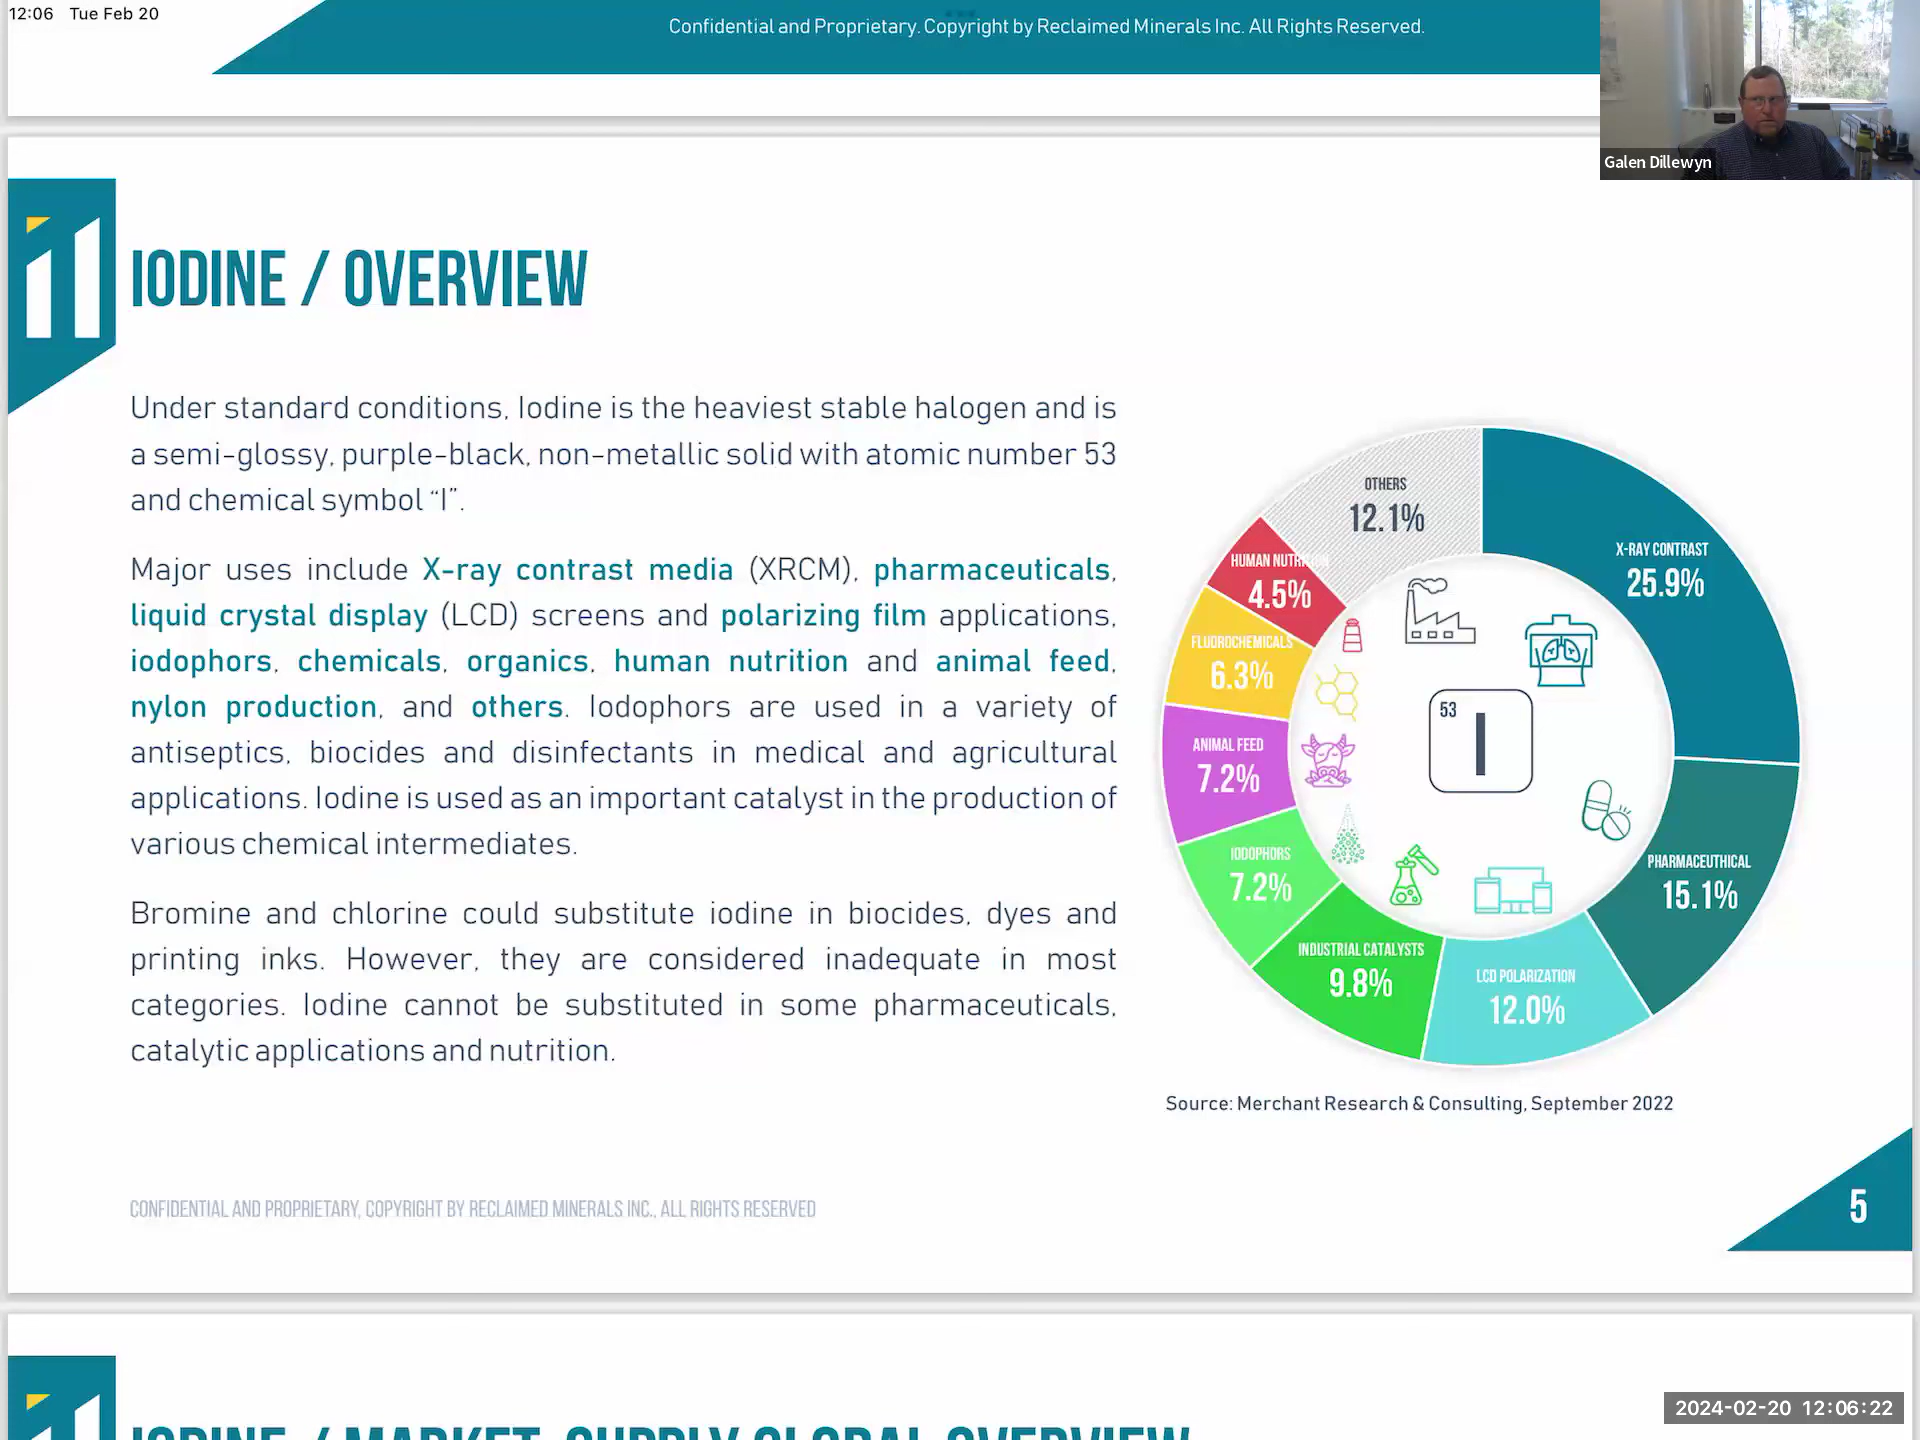 12:06 Tue Feb 20
Confidential and Proprietary. Copyright by Reclaimed Minerals Inc. All Rights Reserved.
Galen Dillewyn
IODINE / OVERVIEW
Under standard conditions, Iodine is the heaviest stable halogen and is
a semi-glossy, purple-black, non-metallic solid with atomic number 53
and chemical symbol “I”.
Major uses include X-ray contrast media (XRCM), pharmaceuticals,
liquid crystal display (LCD) screens and polarizing film applications,
iodophors, chemicals, organics, human nutrition and animal feed,
nylon production, and others. Iodophors are used in a variety of
antiseptics, biocides and disinfectants in medical and agricultural
applications. Iodine is used as an important catalyst in the production of
various chemical intermediates.
Bromine and chlorine could substitute iodine in biocides, dyes and
printing inks. However, they are considered inadequate in most
categories. Iodine cannot be substituted in some pharmaceuticals,
catalytic applications and nutrition.
OTHERS
12.1%
X-RAY CONTRAST
25.9%
HUMAN NUTRITION
4.5%
FLUOROCHEMICALS
6.3%
53
I
ANIMAL FEED
7.2%
IODOPHORS
7.2%
PHARMACEUTHICAL
15.1%
INDUSTRIAL CATALYSTS
9.8%
LCD POLARIZATION
12.0%
Source: Merchant Research & Consulting, September 2022
CONFIDENTIAL AND PROPRIETARY, COPYRIGHT BY RECLAIMED MINERALS INC., ALL RIGHTS RESERVED
5
2024-02-20 12:06:22
IODINE / MARKET, SUPPLY GLOBAL OVERVIEW